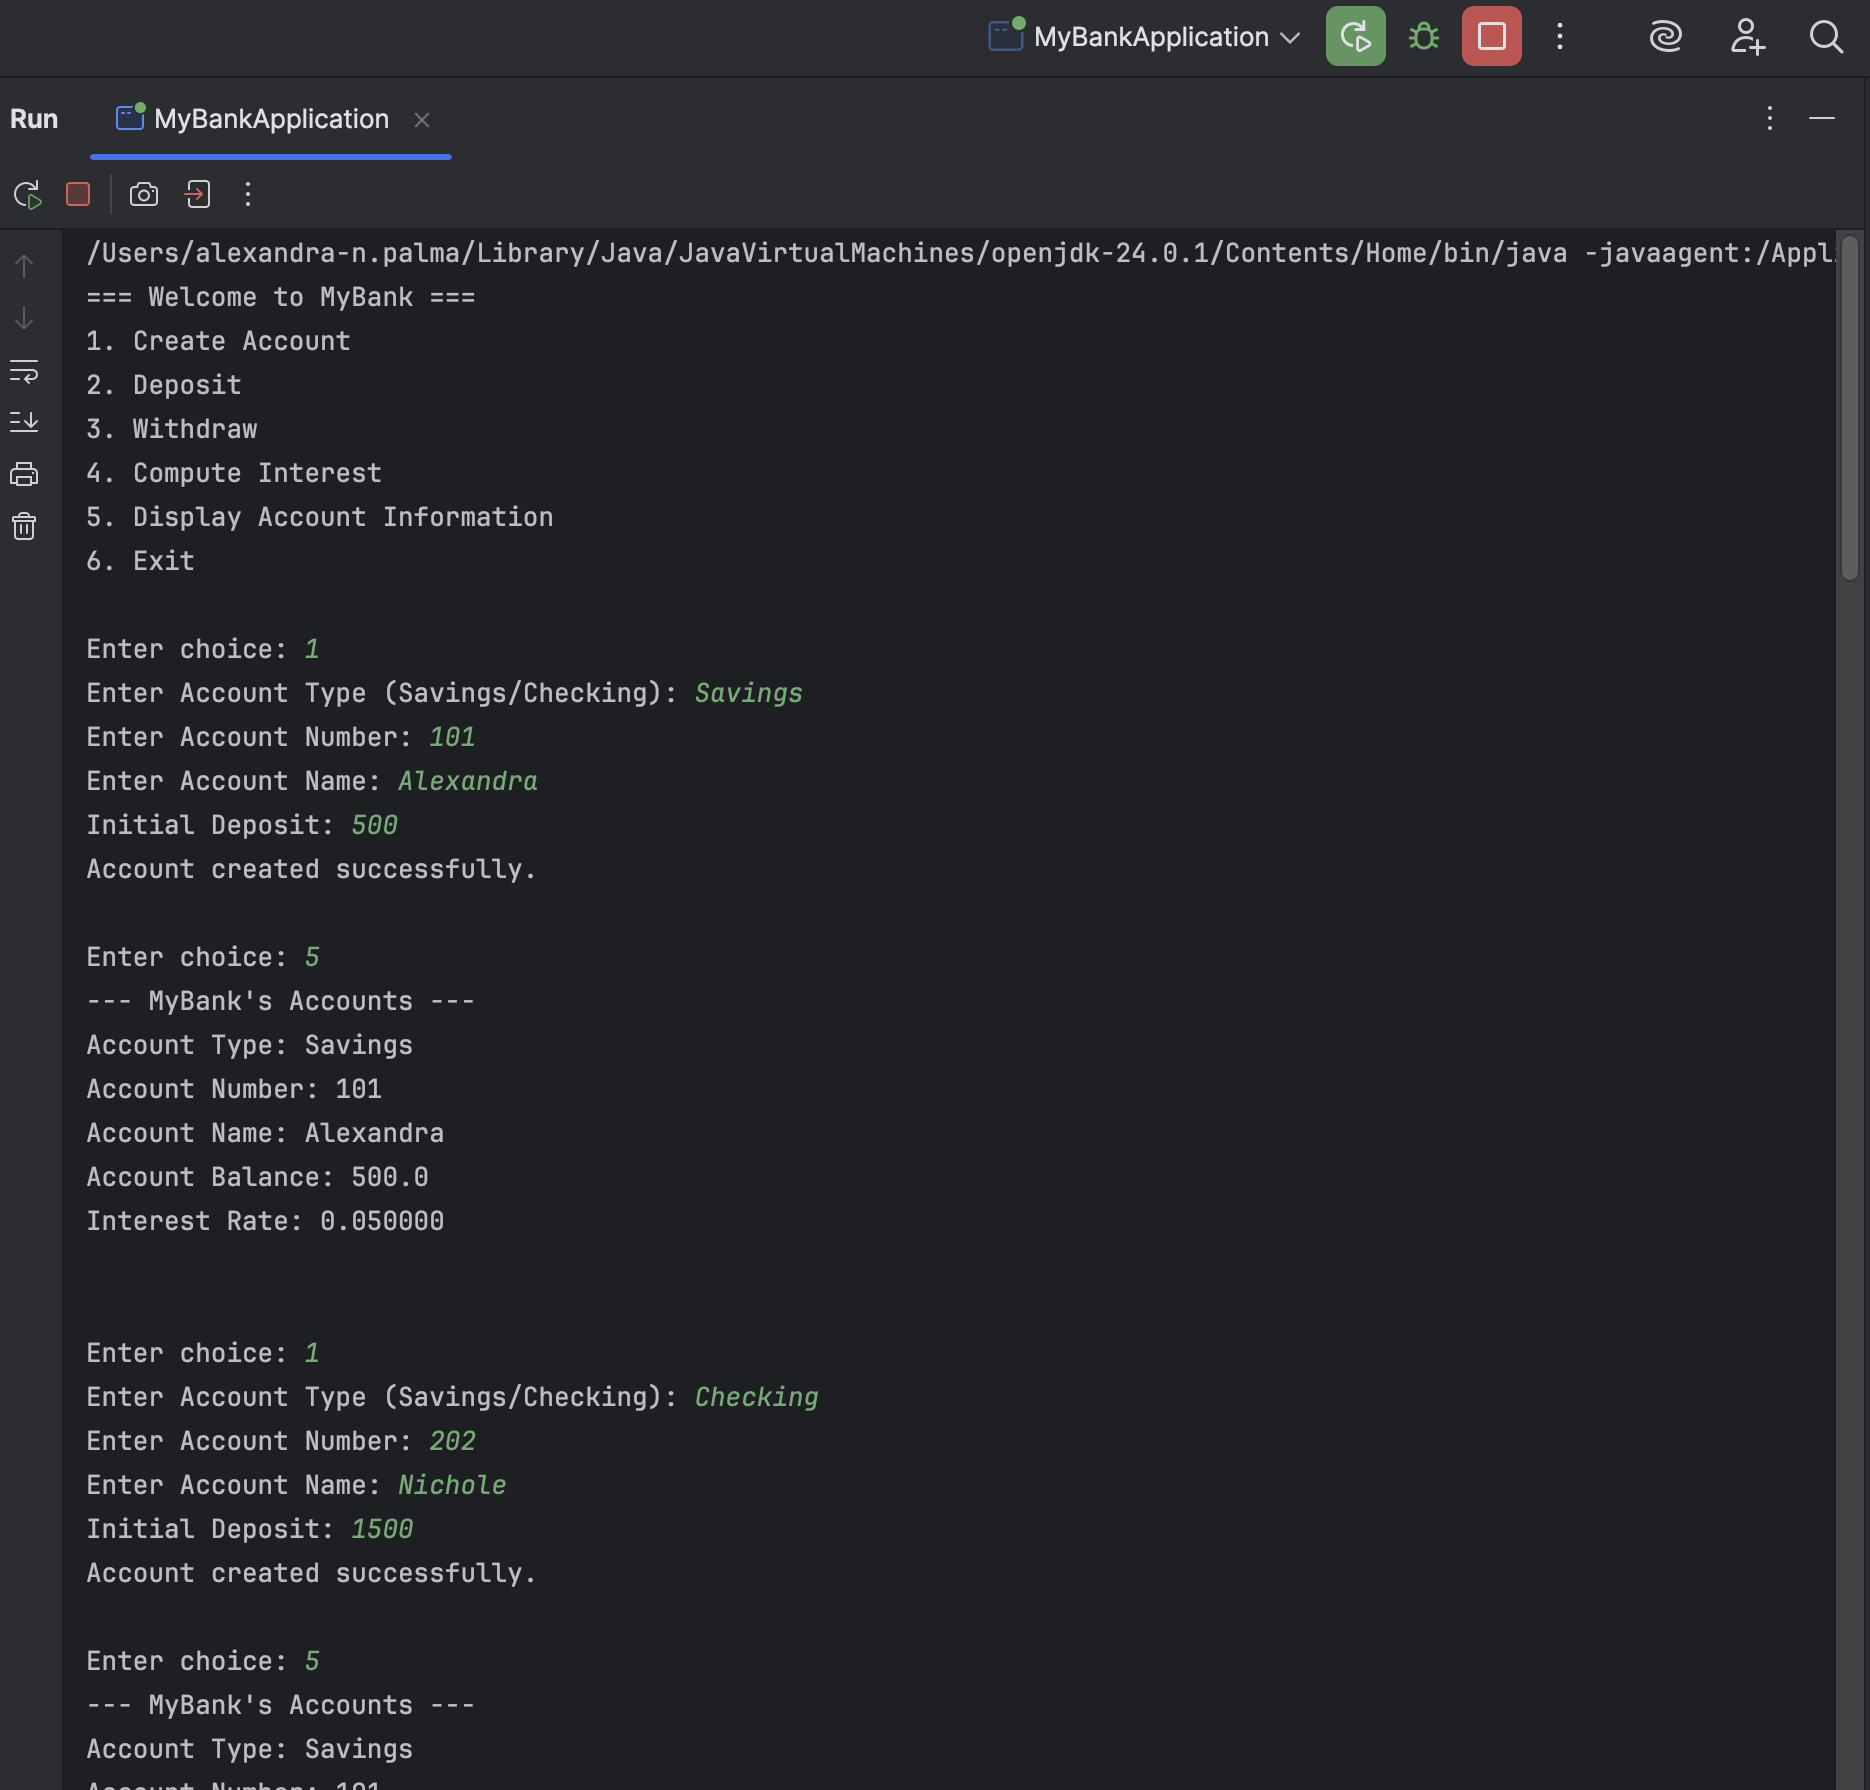 MyBankApplication
Run
MyBankApplication
/Users/alexandra-n.palma/Library/Java/JavaVirtualMachines/openjdk-24.0.1/Contents/Home/bin/java -javaagent:/Appl
=== Welcome to MyBank ===
1. Create Account
2. Deposit
3. Withdraw
4. Compute Interest
5. Display Account Information
6. Exit
Enter choice: 1
Enter Account Type (Savings/Checking): Savings
Enter Account Number: 101
Enter Account Name: Alexandra
Initial Deposit: 500
Account created successfully.
Enter choice: 5
--- MyBank's Accounts ---
Account Type: Savings
Account Number: 101
Account Name: Alexandra
Account Balance: 500.0
Interest Rate: 0.050000
Enter choice: 1
Enter Account Type (Savings/Checking): Checking
Enter Account Number: 202
Enter Account Name: Nichole
Initial Deposit: 1500
Account created successfully.
Enter choice: 5
--- MyBank's Accounts ---
Account Type: Savings
Account Number: 101